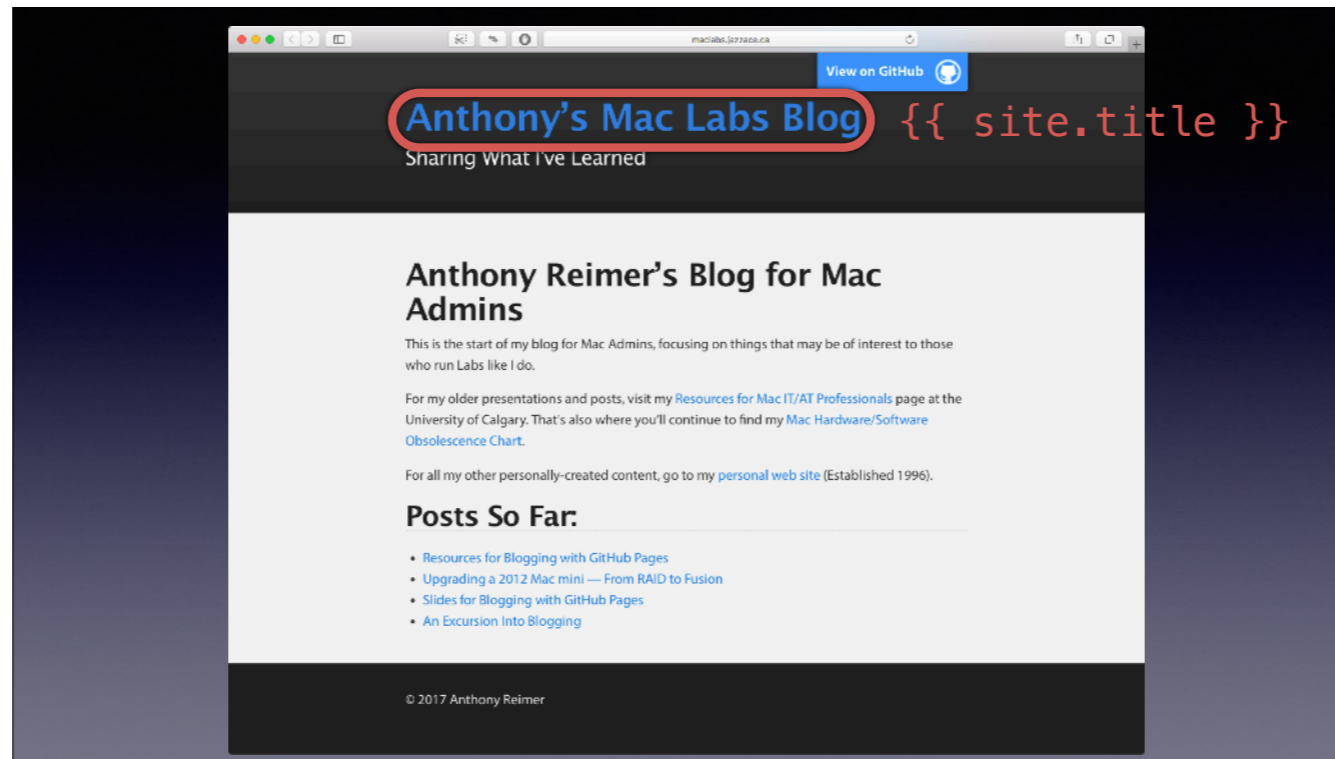 maclabs.jazzace.ca
View on GitHub
Anthony's Mac Labs Blog {{ site.title }}
Sharing What I've Learned
Anthony Reimer's Blog for Mac
Admins
This is the start of my blog for Mac Admins, focusing on things that may be of interest to those
who run Labs like I do.
For my older presentations and posts, visit my Resources for Mac IT/AT Professionals page at the
University of Calgary. That's also where you'll continue to find my Mac Hardware/Software
Obsolescence Chart.
For all my other personally-created content, go to my personal web site (Established 1996).
Posts So Far:
• Resources for Blogging with GitHub Pages
• Upgrading a 2012 Mac mini — From RAID to Fusion
• Slides for Blogging with GitHub Pages
• An Excursion Into Blogging
© 2017 Anthony Reimer